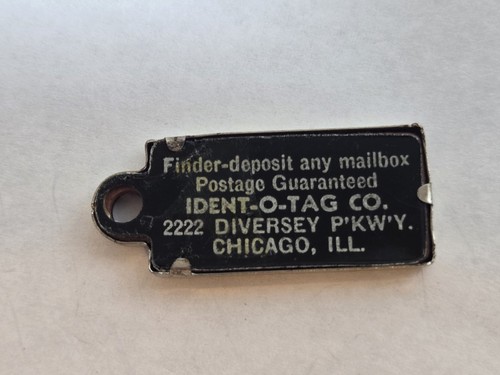 Finder-deposit any mailbox
Postage Guaranteed
IDENT-O-TAG CO.
2222 DIVERSEY P'KW'Y.
CHICAGO, ILL.